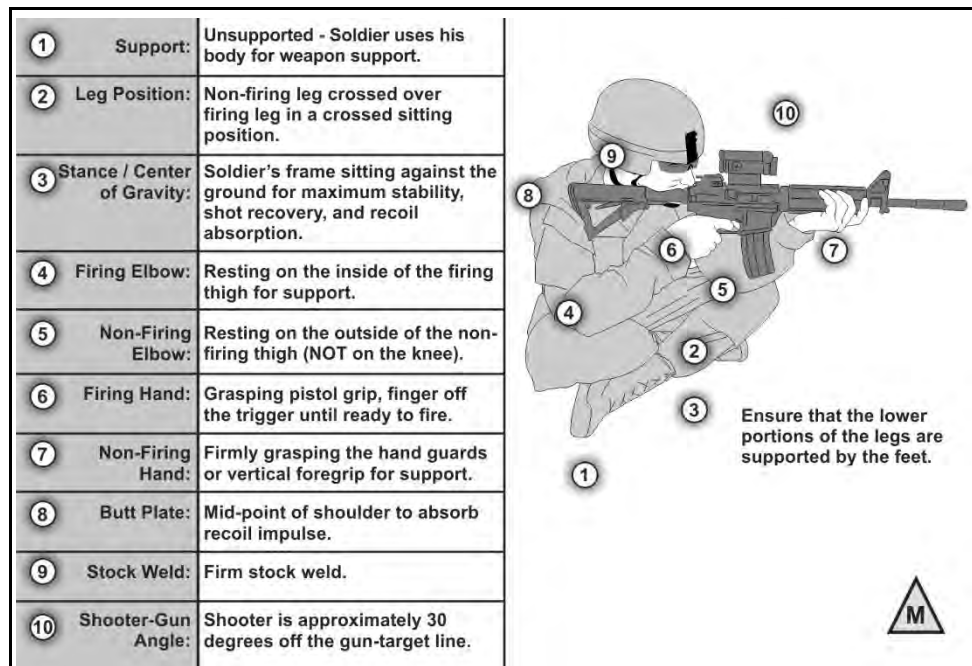 1 Support: Unsupported - Soldier uses his
body for weapon support.
2 Leg Position: Non-firing leg crossed over
firing leg in a crossed sitting
position.
3 Stance / Center
of Gravity: Soldier’s frame sitting against the
ground for maximum stability,
shot recovery, and recoil
absorption.
4 Firing Elbow: Resting on the inside of the firing
thigh for support.
5 Non-Firing
Elbow: Resting on the outside of the non-
firing thigh (NOT on the knee).
6 Firing Hand: Grasping pistol grip, finger off
the trigger until ready to fire.
7 Non-Firing
Hand: Firmly grasping the hand guards
or vertical foregrip for support.
8 Butt Plate: Mid-point of shoulder to absorb
recoil impulse.
9 Stock Weld: Firm stock weld.
10 Shooter-Gun
Angle: Shooter is approximately 30
degrees off the gun-target line.
10
9
8
7
6
5
4
2
3
1
Ensure that the lower
portions of the legs are
supported by the feet.
M